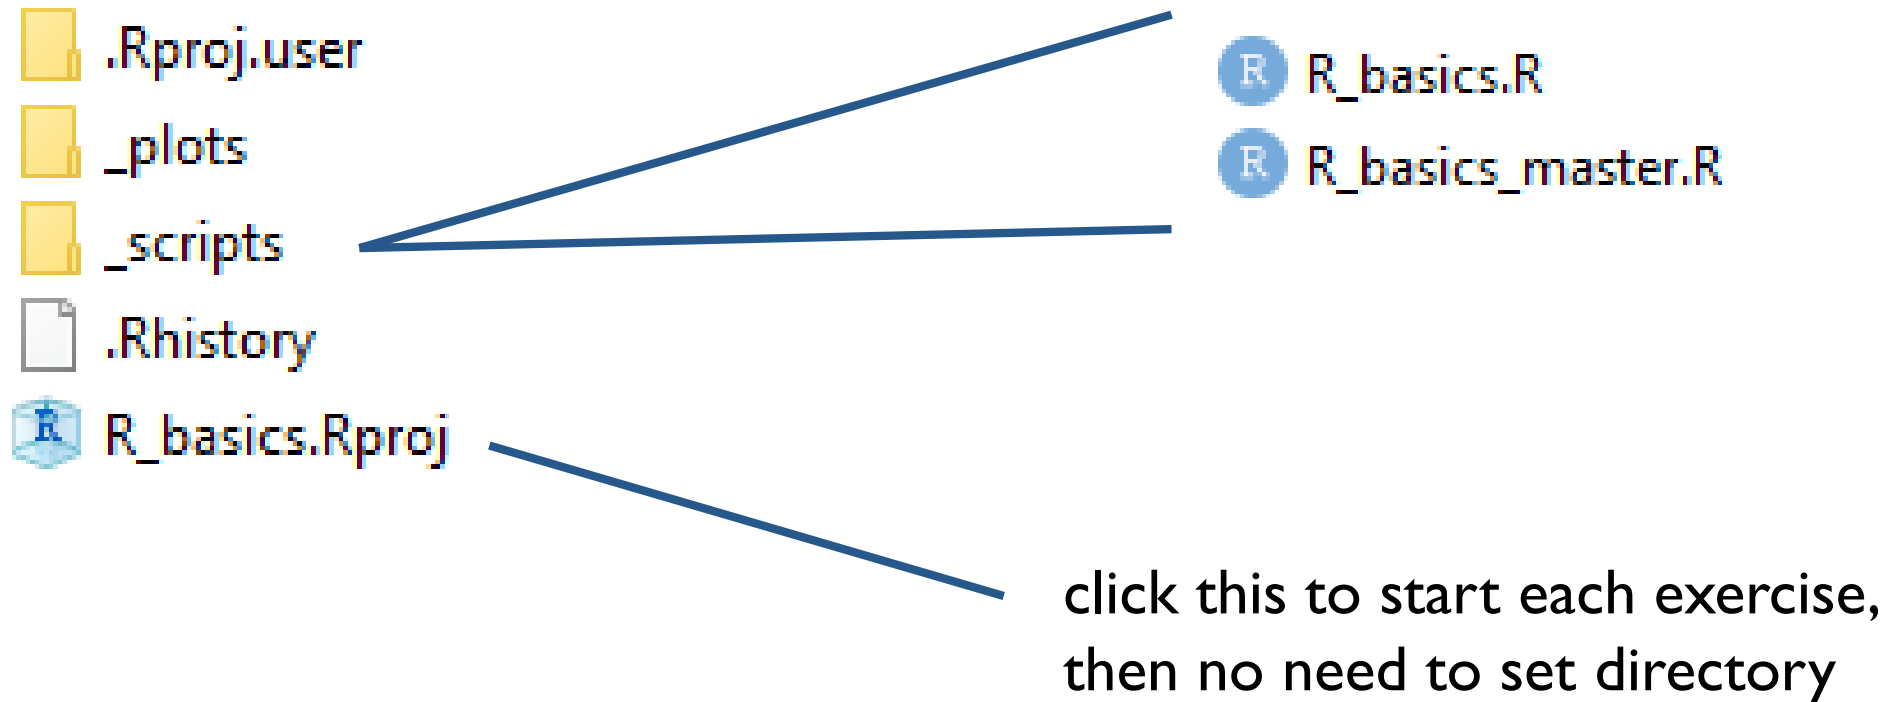 .Rproj.user
_plots
_scripts
.Rhistory
R_basics.Rproj
R R_basics.R
R R_basics_master.R
click this to start each exercise,
then no need to set directory